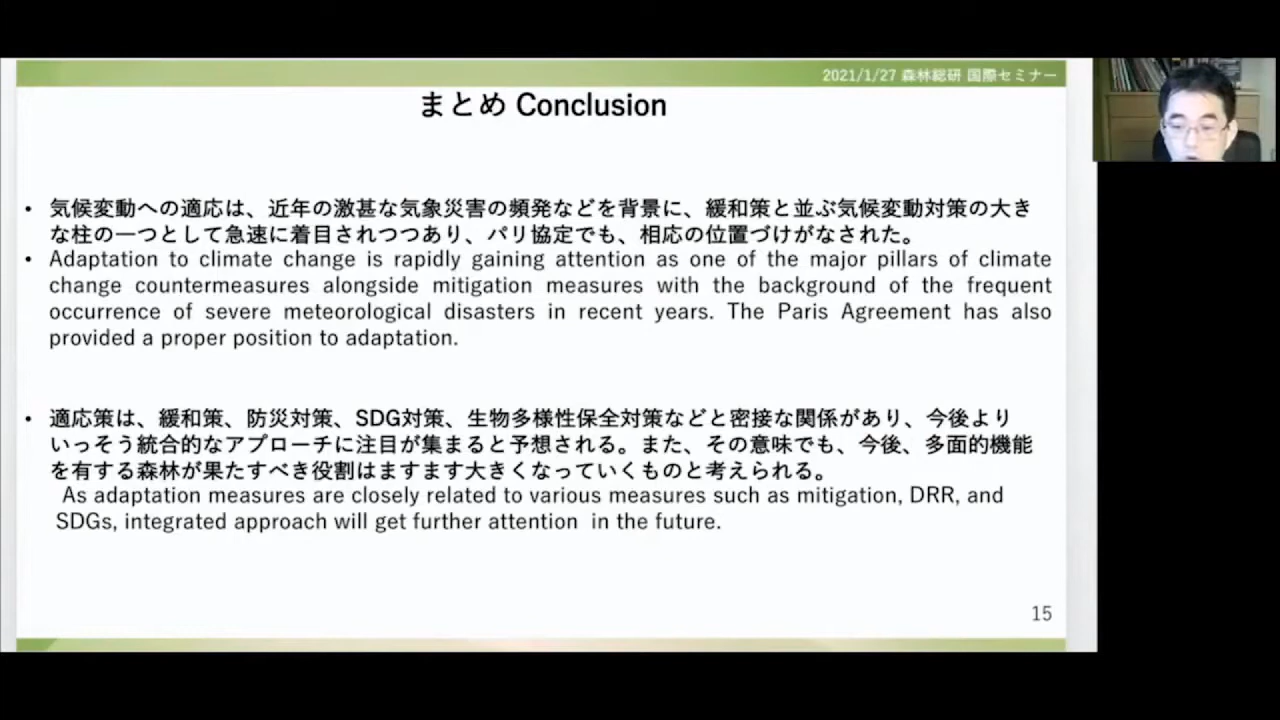 2021/1/27 森林総研 国際セミナー
まとめ Conclusion
• 気候変動への適応は、近年の激甚な気象災害の頻発などを背景に、緩和策と並ぶ気候変動対策の大き
な柱の一つとして急速に着目されつつあり、パリ協定でも、相応の位置づけがなされた。
• Adaptation to climate change is rapidly gaining attention as one of the major pillars of climate
change countermeasures alongside mitigation measures with the background of the frequent
occurrence of severe meteorological disasters in recent years. The Paris Agreement has also
provided a proper position to adaptation.
• 適応策は、緩和策、防災対策、SDG対策、生物多様性保全対策などと密接な関係があり、今後より
いっそう統合的なアプローチに注目が集まると予想される。また、その意味でも、今後、多面的機能
を有する森林が果たすべき役割はますます大きくなっていくものと考えられる。
As adaptation measures are closely related to various measures such as mitigation, DRR, and
SDGs, integrated approach will get further attention in the future.
15